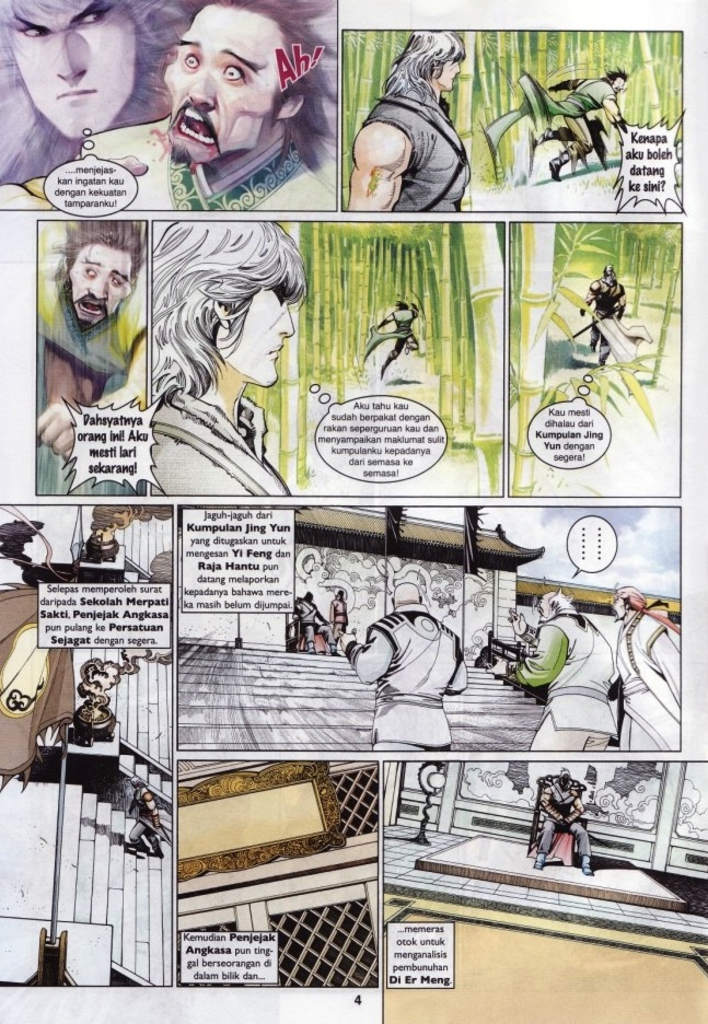 Ah!
....menjejas-
kan ingatan kau
dengan kekuatan
tamparanku!
Kenapa
aku boleh
datang
ke sini?
Dahsyatnya
orang ini! Aku
mesti lari
sekarang!
Aku tahu kau
sudah berpakat dengan
rakan seperguruan kau dan
menyampaikan maklumat sulit
kumpulanku kepadanya
dari semasa ke
semasa!
Kau mesti
dihalau dari
Kumpulan Jing
Yun dengan
segera!
Selepas memperoleh surat
daripada Sekolah Merpati
Sakti, Penjejak Angkasa
pun pulang ke Persatuan
Sejagat dengan segera.
Jaguh-jaguh dari
Kumpulan Jing Yun
yang ditugaskan untuk
mengesan Yi Feng dan
Raja Hantu pun
datang melaporkan
kepadanya bahawa mere-
ka masih belum dijumpai.
Kemudian Penjejak
Angkasa pun ting-
gal berseorangan di
dalam bilik dan...
...memeras
otok untuk
menganalisis
pembunuhan
Di Er Meng.
4